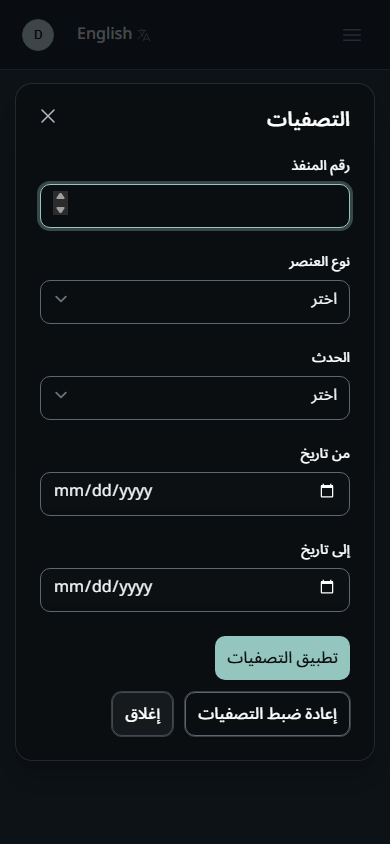 D
English
التصفيات
رقم المنفذ
نوع العنصر
اختر
الحدث
اختر
من تاريخ
mm/dd/yyyy
إلى تاريخ
mm/dd/yyyy
تطبيق التصفيات
إعادة ضبط التصفيات
إغلاق